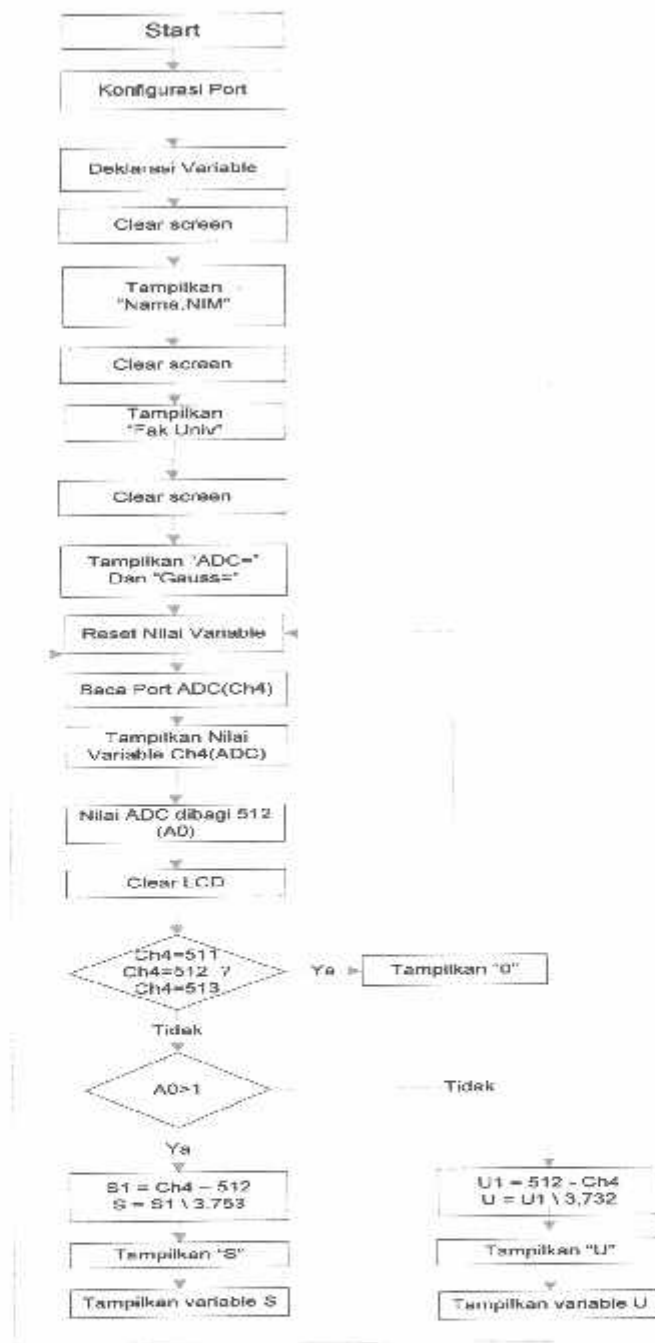 Start
Konfigurasi Port
Deklarasi Variable
Clear screen
Tampilkan
"Nama,NIM"
Clear screen
Tampilkan
"Fak Univ"
Clear screen
Tampilkan "ADC="
Dan "Gauss="
Reset Nilai Variable
Baca Port ADC(Ch4)
Tampilkan Nilai
Variable Ch4(ADC)
Nilai ADC dibagi 512
(A0)
Clear LCD
Ch4=511
Ch4=512 ?
Ch4=513
Ya
Tampilkan "0"
Tidak
A0>1
Tidak
Ya
S1 = Ch4 – 512
S = S1 \ 3.753
Tampilkan "S"
Tampilkan variable S
U1 = 512 - Ch4
U = U1 \ 3,732
Tampilkan "U"
Tampilkan variable U